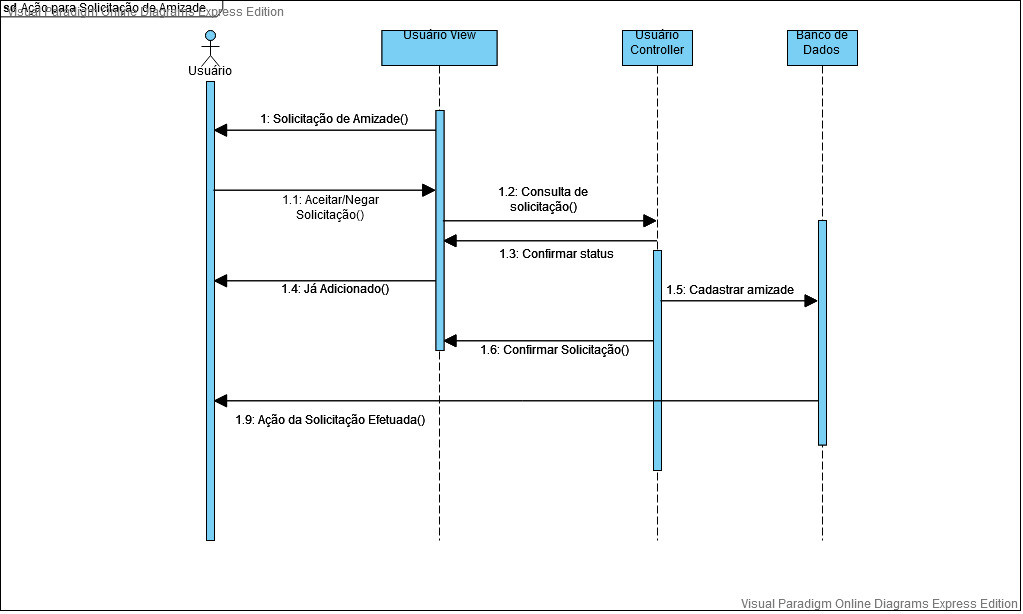 sd Ação para Solicitação de Amizade
Visual Paradigm Online Diagrams Express Edition
Usuário
Usuário View
Usuário
Controller
Banco de
Dados
1: Solicitação de Amizade()
1.1: Aceitar/Negar
Solicitação()
1.2: Consulta de
solicitação()
1.3: Confirmar status
1.4: Já Adicionado()
1.5: Cadastrar amizade
1.6: Confirmar Solicitação()
1.9: Ação da Solicitação Efetuada()
Visual Paradigm Online Diagrams Express Edition